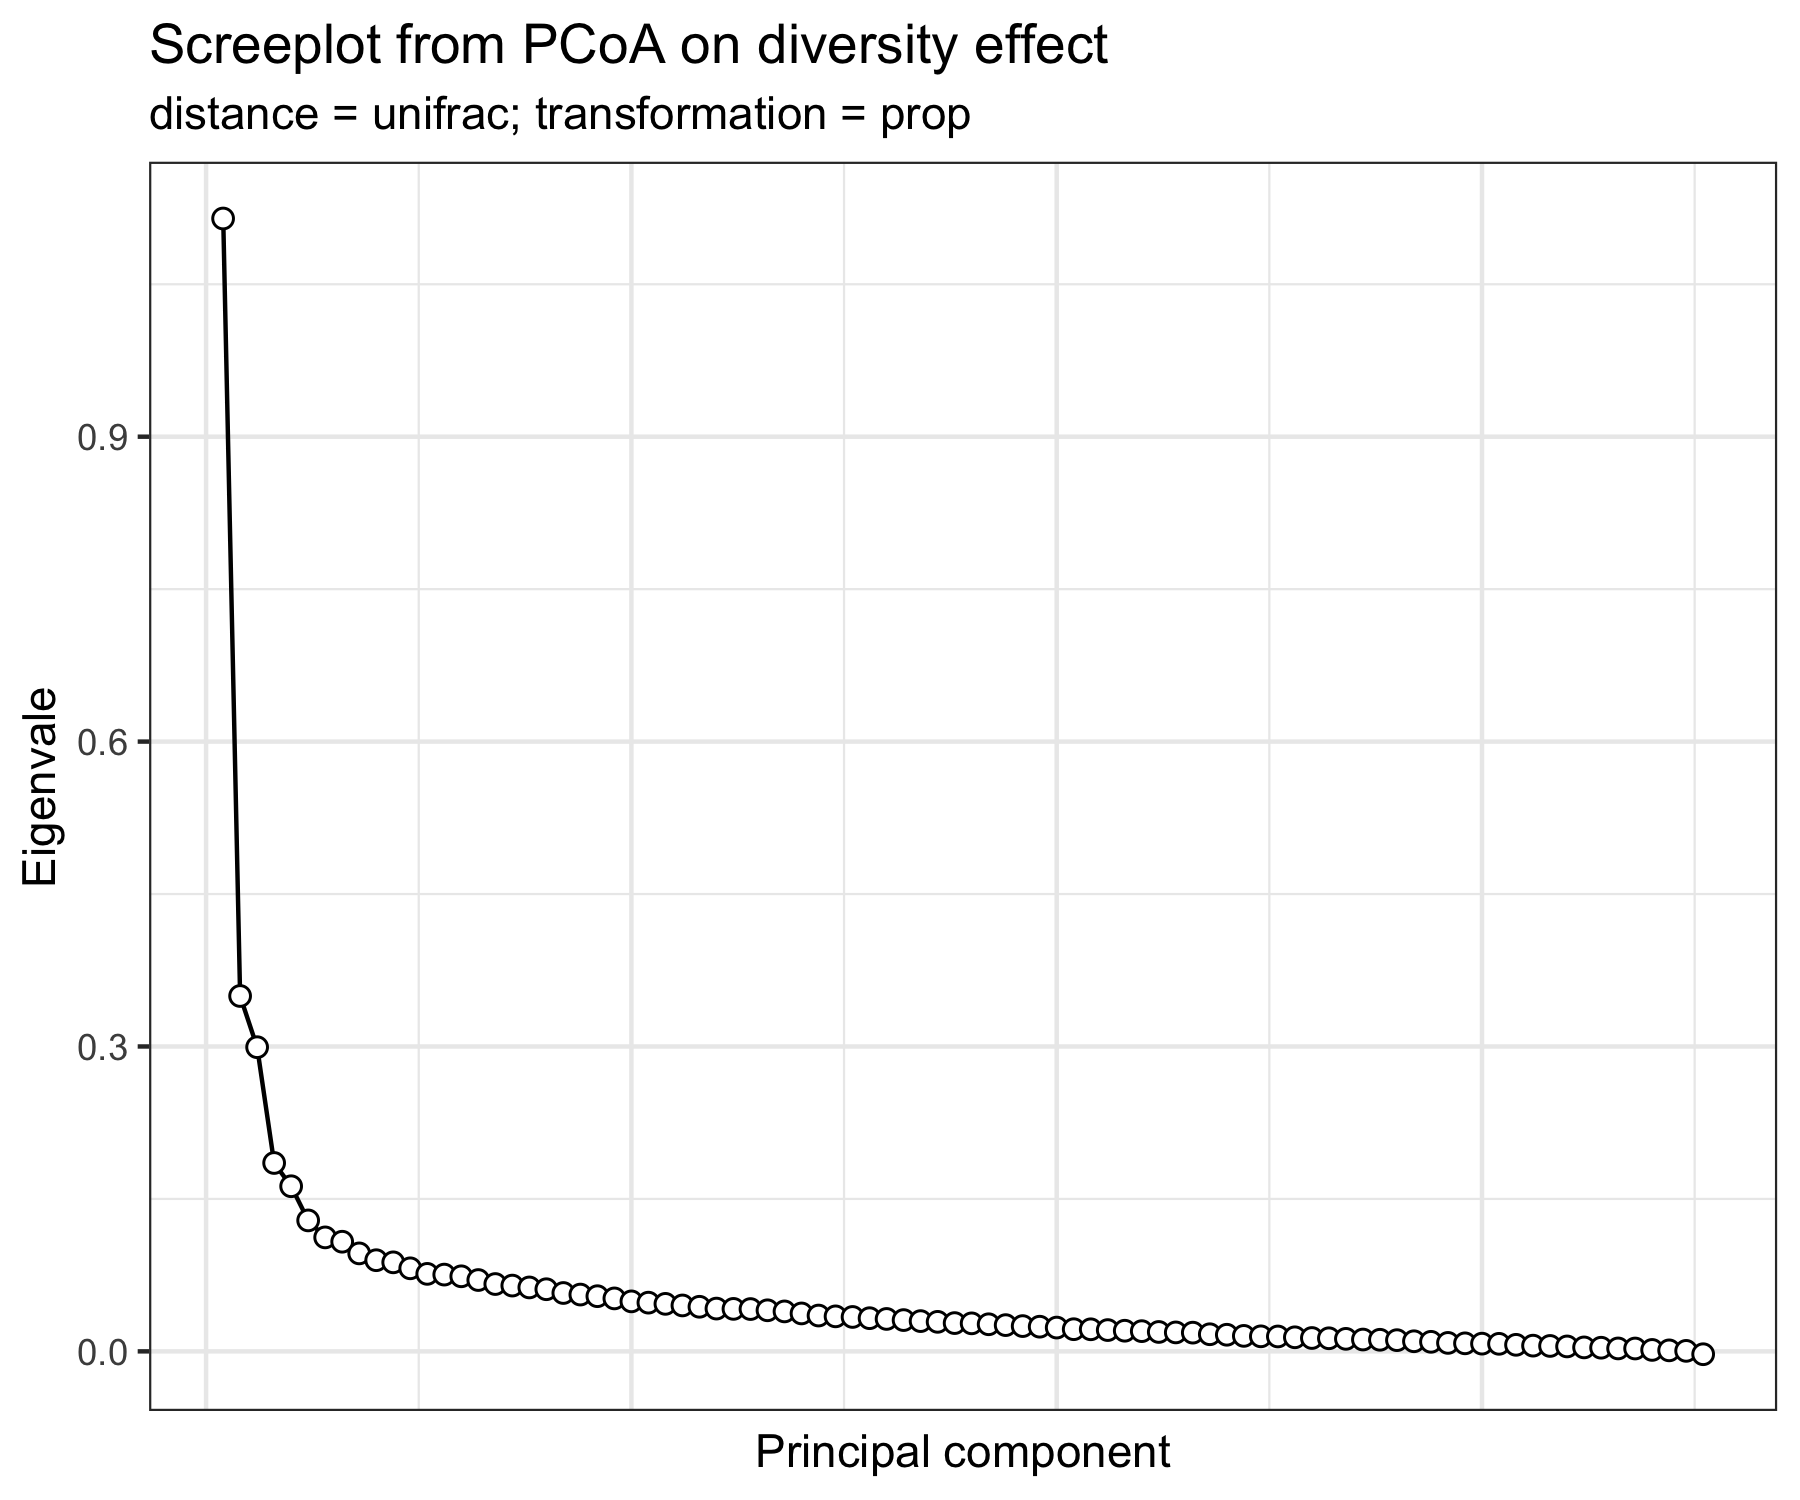 Screeplot from PCoA on diversity effect
distance = unifrac; transformation = prop
Eigenvale
0.9
0.6
0.3
0.0
Principal component